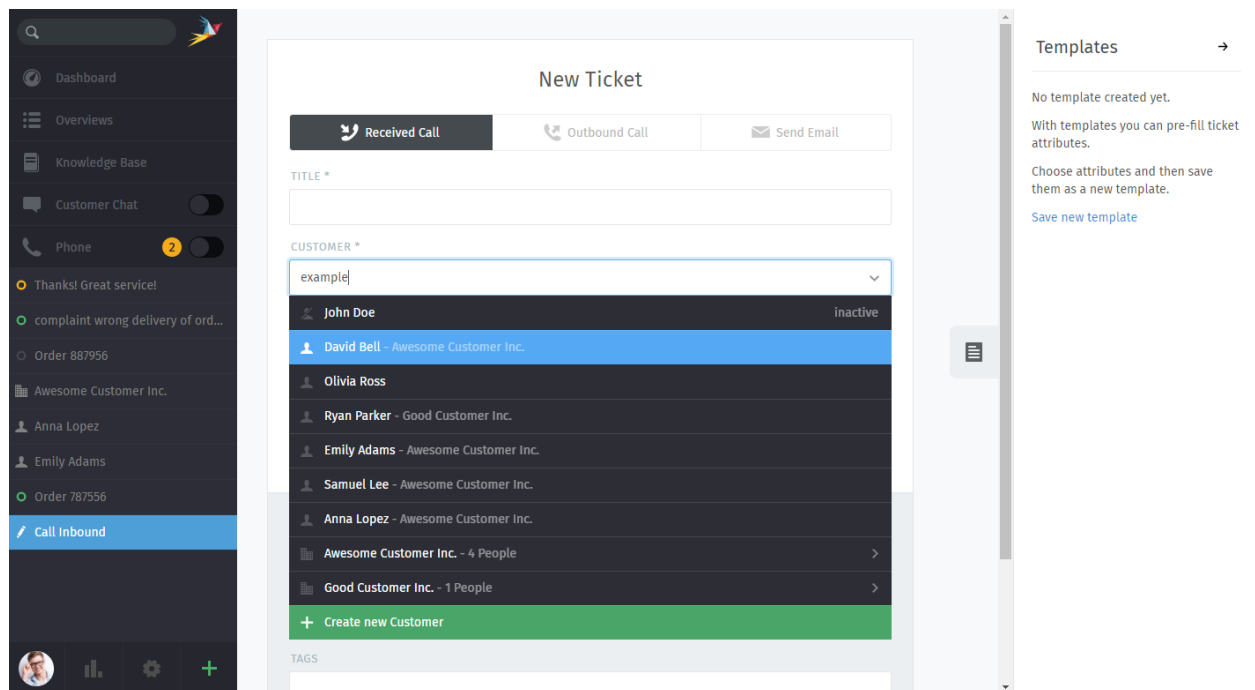 Dashboard
Overviews
Knowledge Base
Customer Chat
Phone 2
Thanks! Great service!
complaint wrong delivery of ord...
Order 887956
Awesome Customer Inc.
Anna Lopez
Emily Adams
Order 787556
Call Inbound
New Ticket
Received Call Outbound Call Send Email
TITLE *
CUSTOMER *
example
John Doe inactive
David Bell - Awesome Customer Inc.
Olivia Ross
Ryan Parker - Good Customer Inc.
Emily Adams - Awesome Customer Inc.
Samuel Lee - Awesome Customer Inc.
Anna Lopez - Awesome Customer Inc.
Awesome Customer Inc. - 4 People
Good Customer Inc. - 1 People
Create new Customer
TAGS
Templates
No template created yet.
With templates you can pre-fill ticket
attributes.
Choose attributes and then save
them as a new template.
Save new template